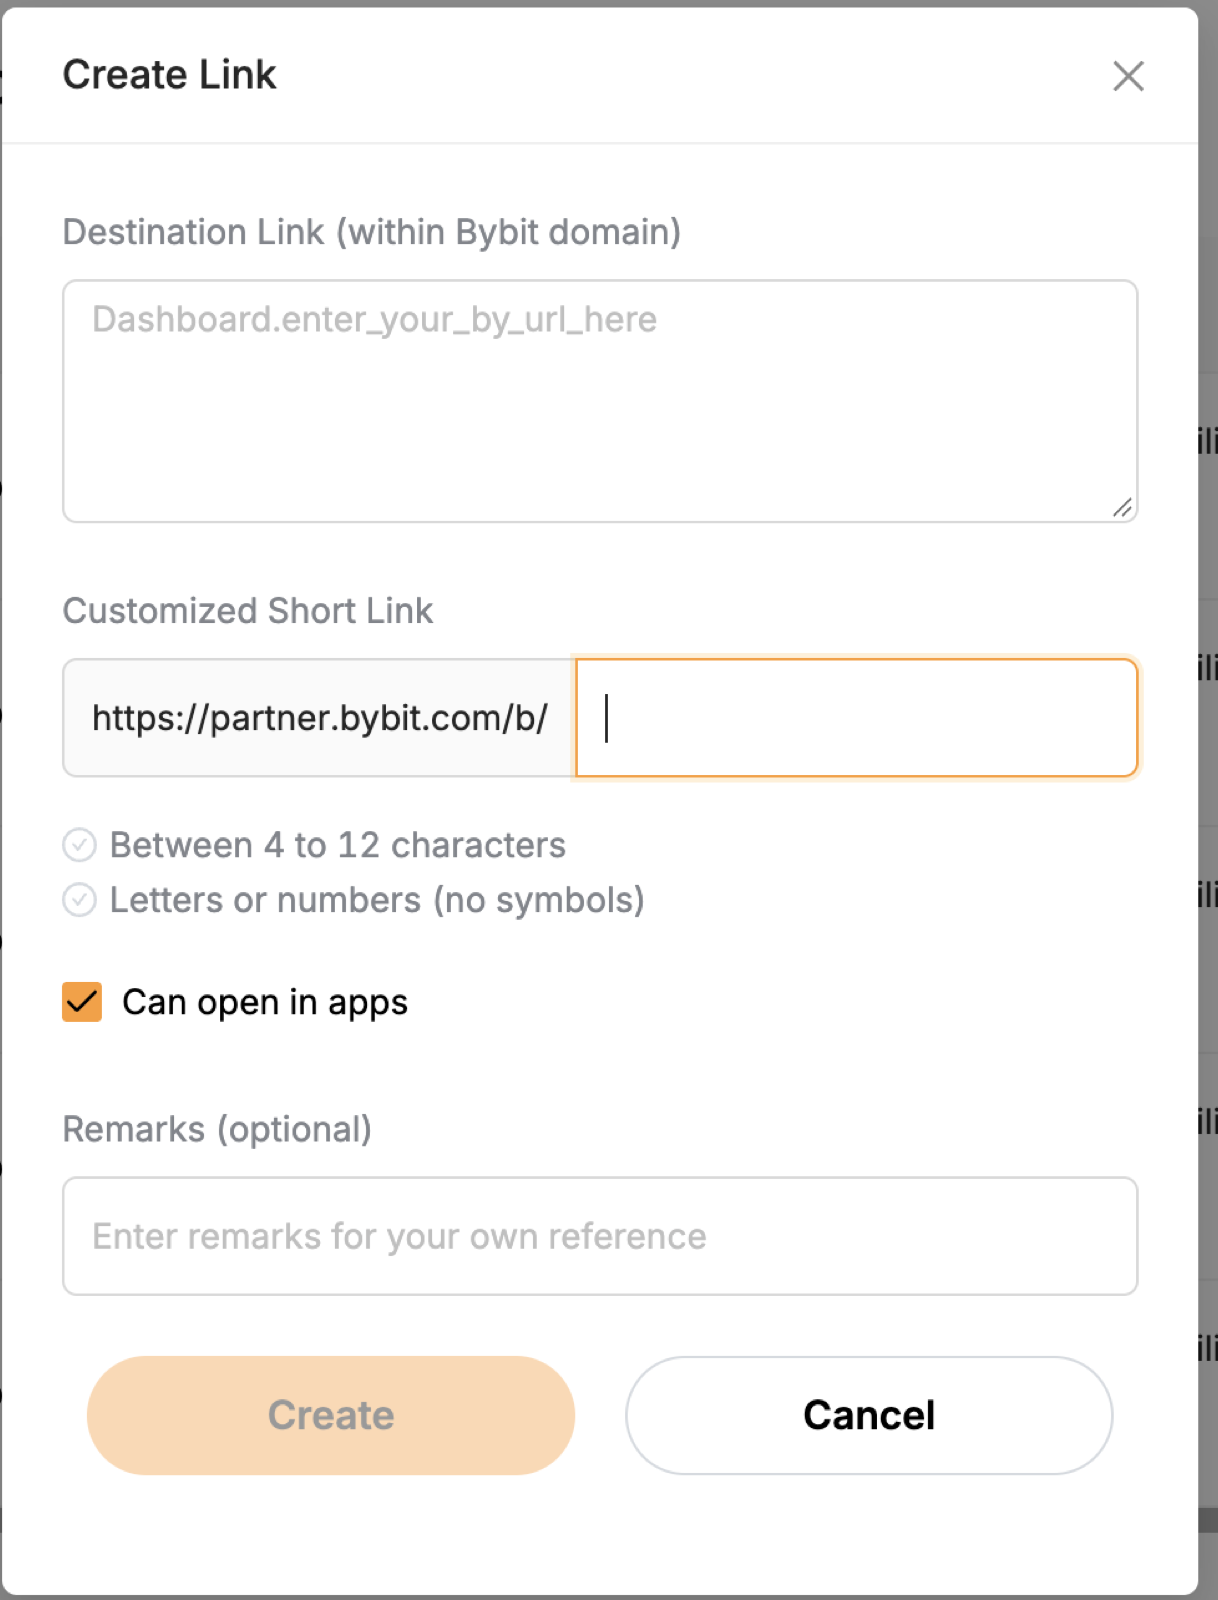 Create Link
Destination Link (within Bybit domain)
Dashboard.enter_your_by_url_here
Customized Short Link
https://partner.bybit.com/b/
Between 4 to 12 characters
Letters or numbers (no symbols)
Can open in apps
Remarks (optional)
Enter remarks for your own reference
Create
Cancel